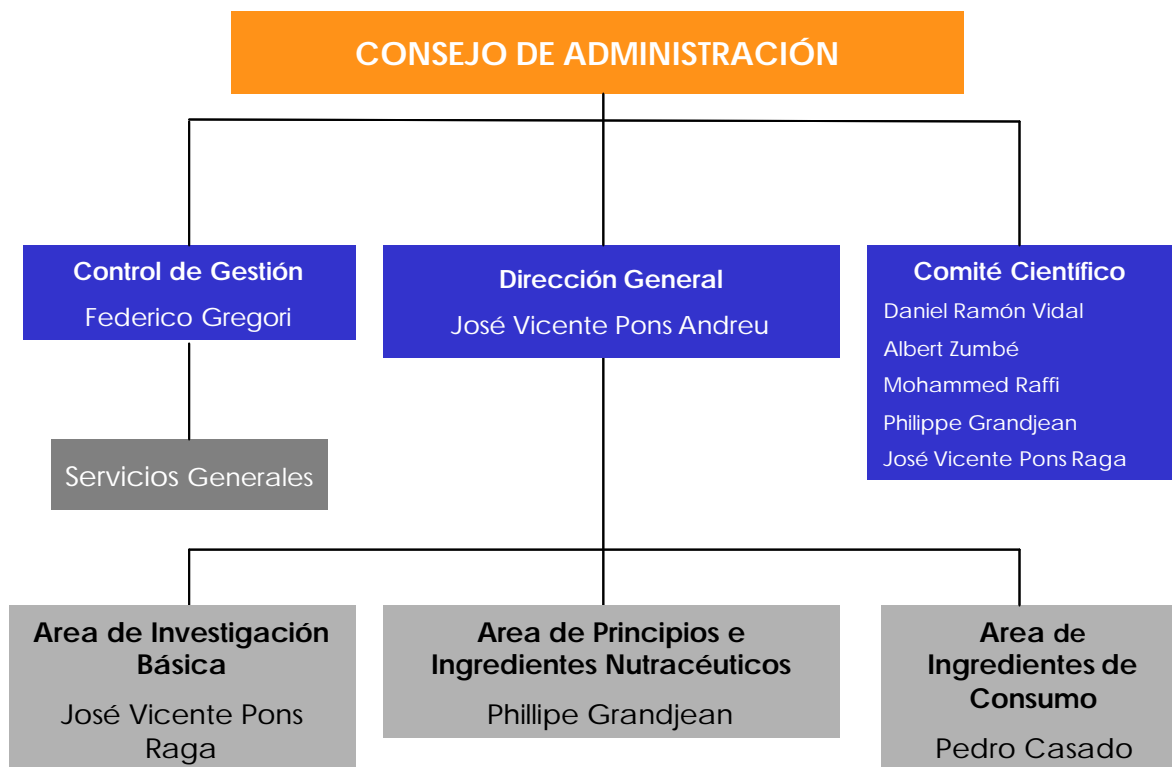 CONSEJO DE ADMINISTRACIÓN
Control de Gestión
Federico Gregori
Dirección General
José Vicente Pons Andreu
Comité Científico
Daniel Ramón Vidal
Albert Zumbé
Mohammed Raffi
Philippe Grandjean
José Vicente Pons Raga
Servicios Generales
Area de Investigación
Básica
José Vicente Pons
Raga
Area de Principios e
Ingredientes Nutracéuticos
Phillipe Grandjean
Area de
Ingredientes de
Consumo
Pedro Casado